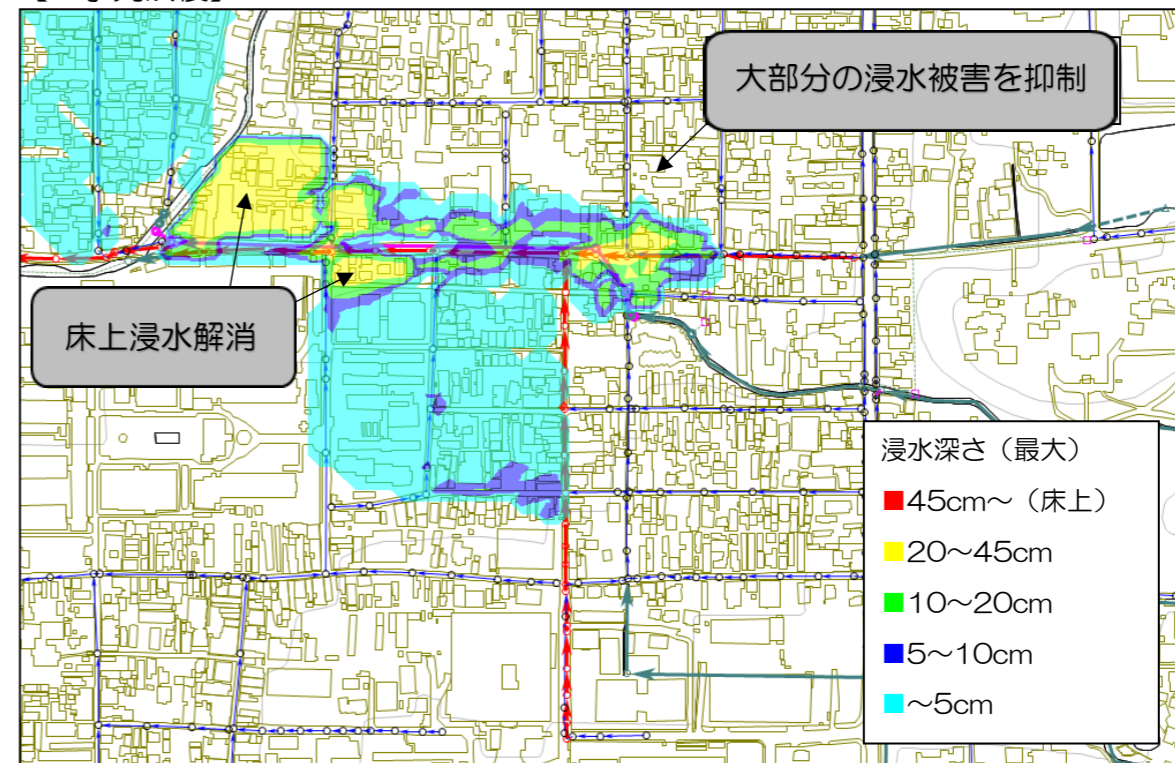 大部分の浸水被害を抑制
床上浸水解消
浸水深さ（最大）
■45cm～（床上）
■20～45cm
■10～20cm
■5～10cm
■～5cm